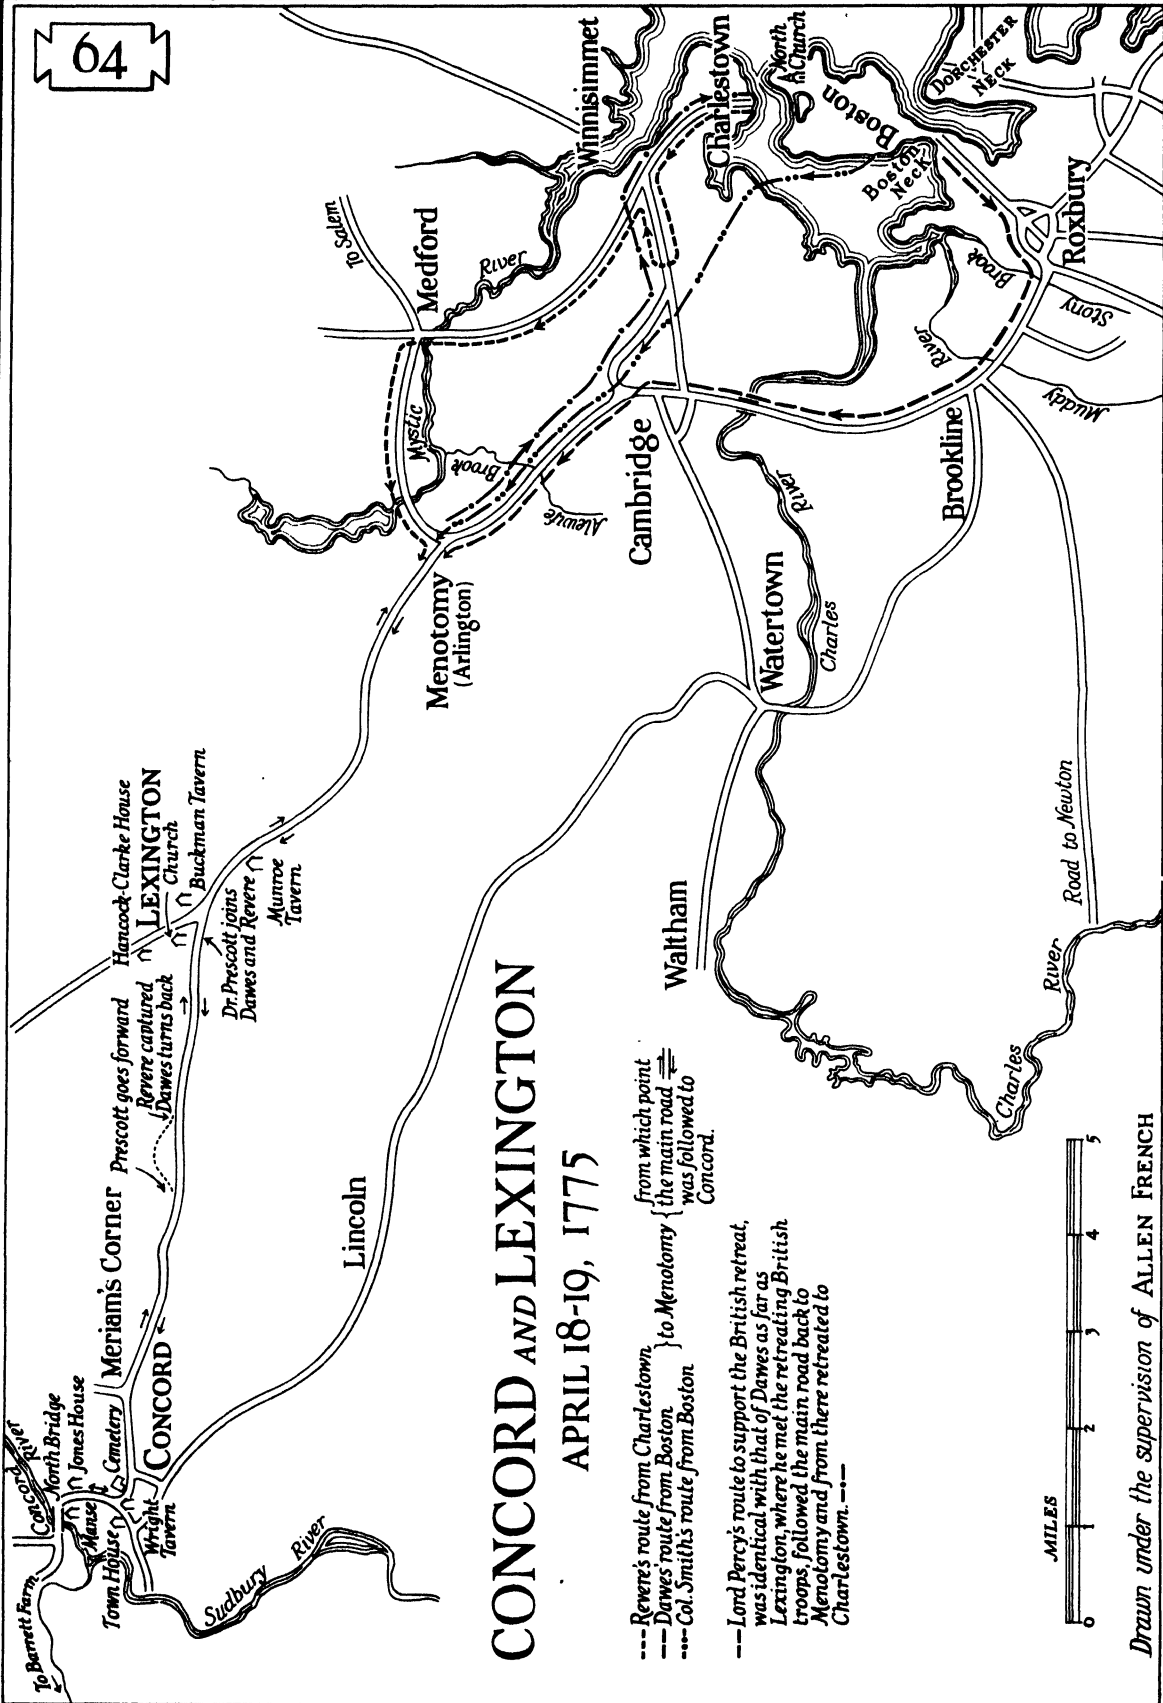 64
CONCORD AND LEXINGTON
APRIL 18-19, 1775
--- Revere's route from Charlestown
— — Dawes' route from Boston
—··— Col. Smith's route from Boston
} to Menotomy {
from which point
the main road
was followed to
Concord.
— — Lord Percy's route to support the British retreat,
was identical with that of Dawes as far as
Lexington, where he met the retreating British
troops, followed the main road back to
Menotomy and from there retreated to
Charlestown. —·—
MILES
0 1 2 3 4 5
Drawn under the supervision of ALLEN FRENCH
To Barrett Farm
Concord River
North Bridge
Jones House
Manse
Cemetery
Town House
Wright
Tavern
CONCORD
Meriam's Corner
Sudbury River
Lincoln
Prescott goes forward
Revere captured
Dawes turns back
Hancock-Clarke House
LEXINGTON
Church
Buckman Tavern
Dr. Prescott joins
Dawes and Revere
Munroe
Tavern
Menotomy
(Arlington)
Mystic
River
Medford
To Salem
Alewife
Brook
Winnisimmet
Charlestown
North
Church
Boston
Boston
Neck
DORCHESTER
NECK
Roxbury
Stony
Brook
Muddy
River
Brookline
Cambridge
Watertown
Charles
River
Waltham
Road to Newton
Charles
River